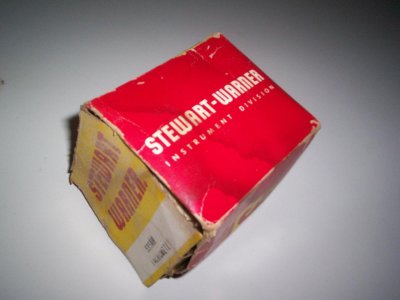 STEWART-WARNER
INSTRUMENT DIVISION
STEWART
WARNER